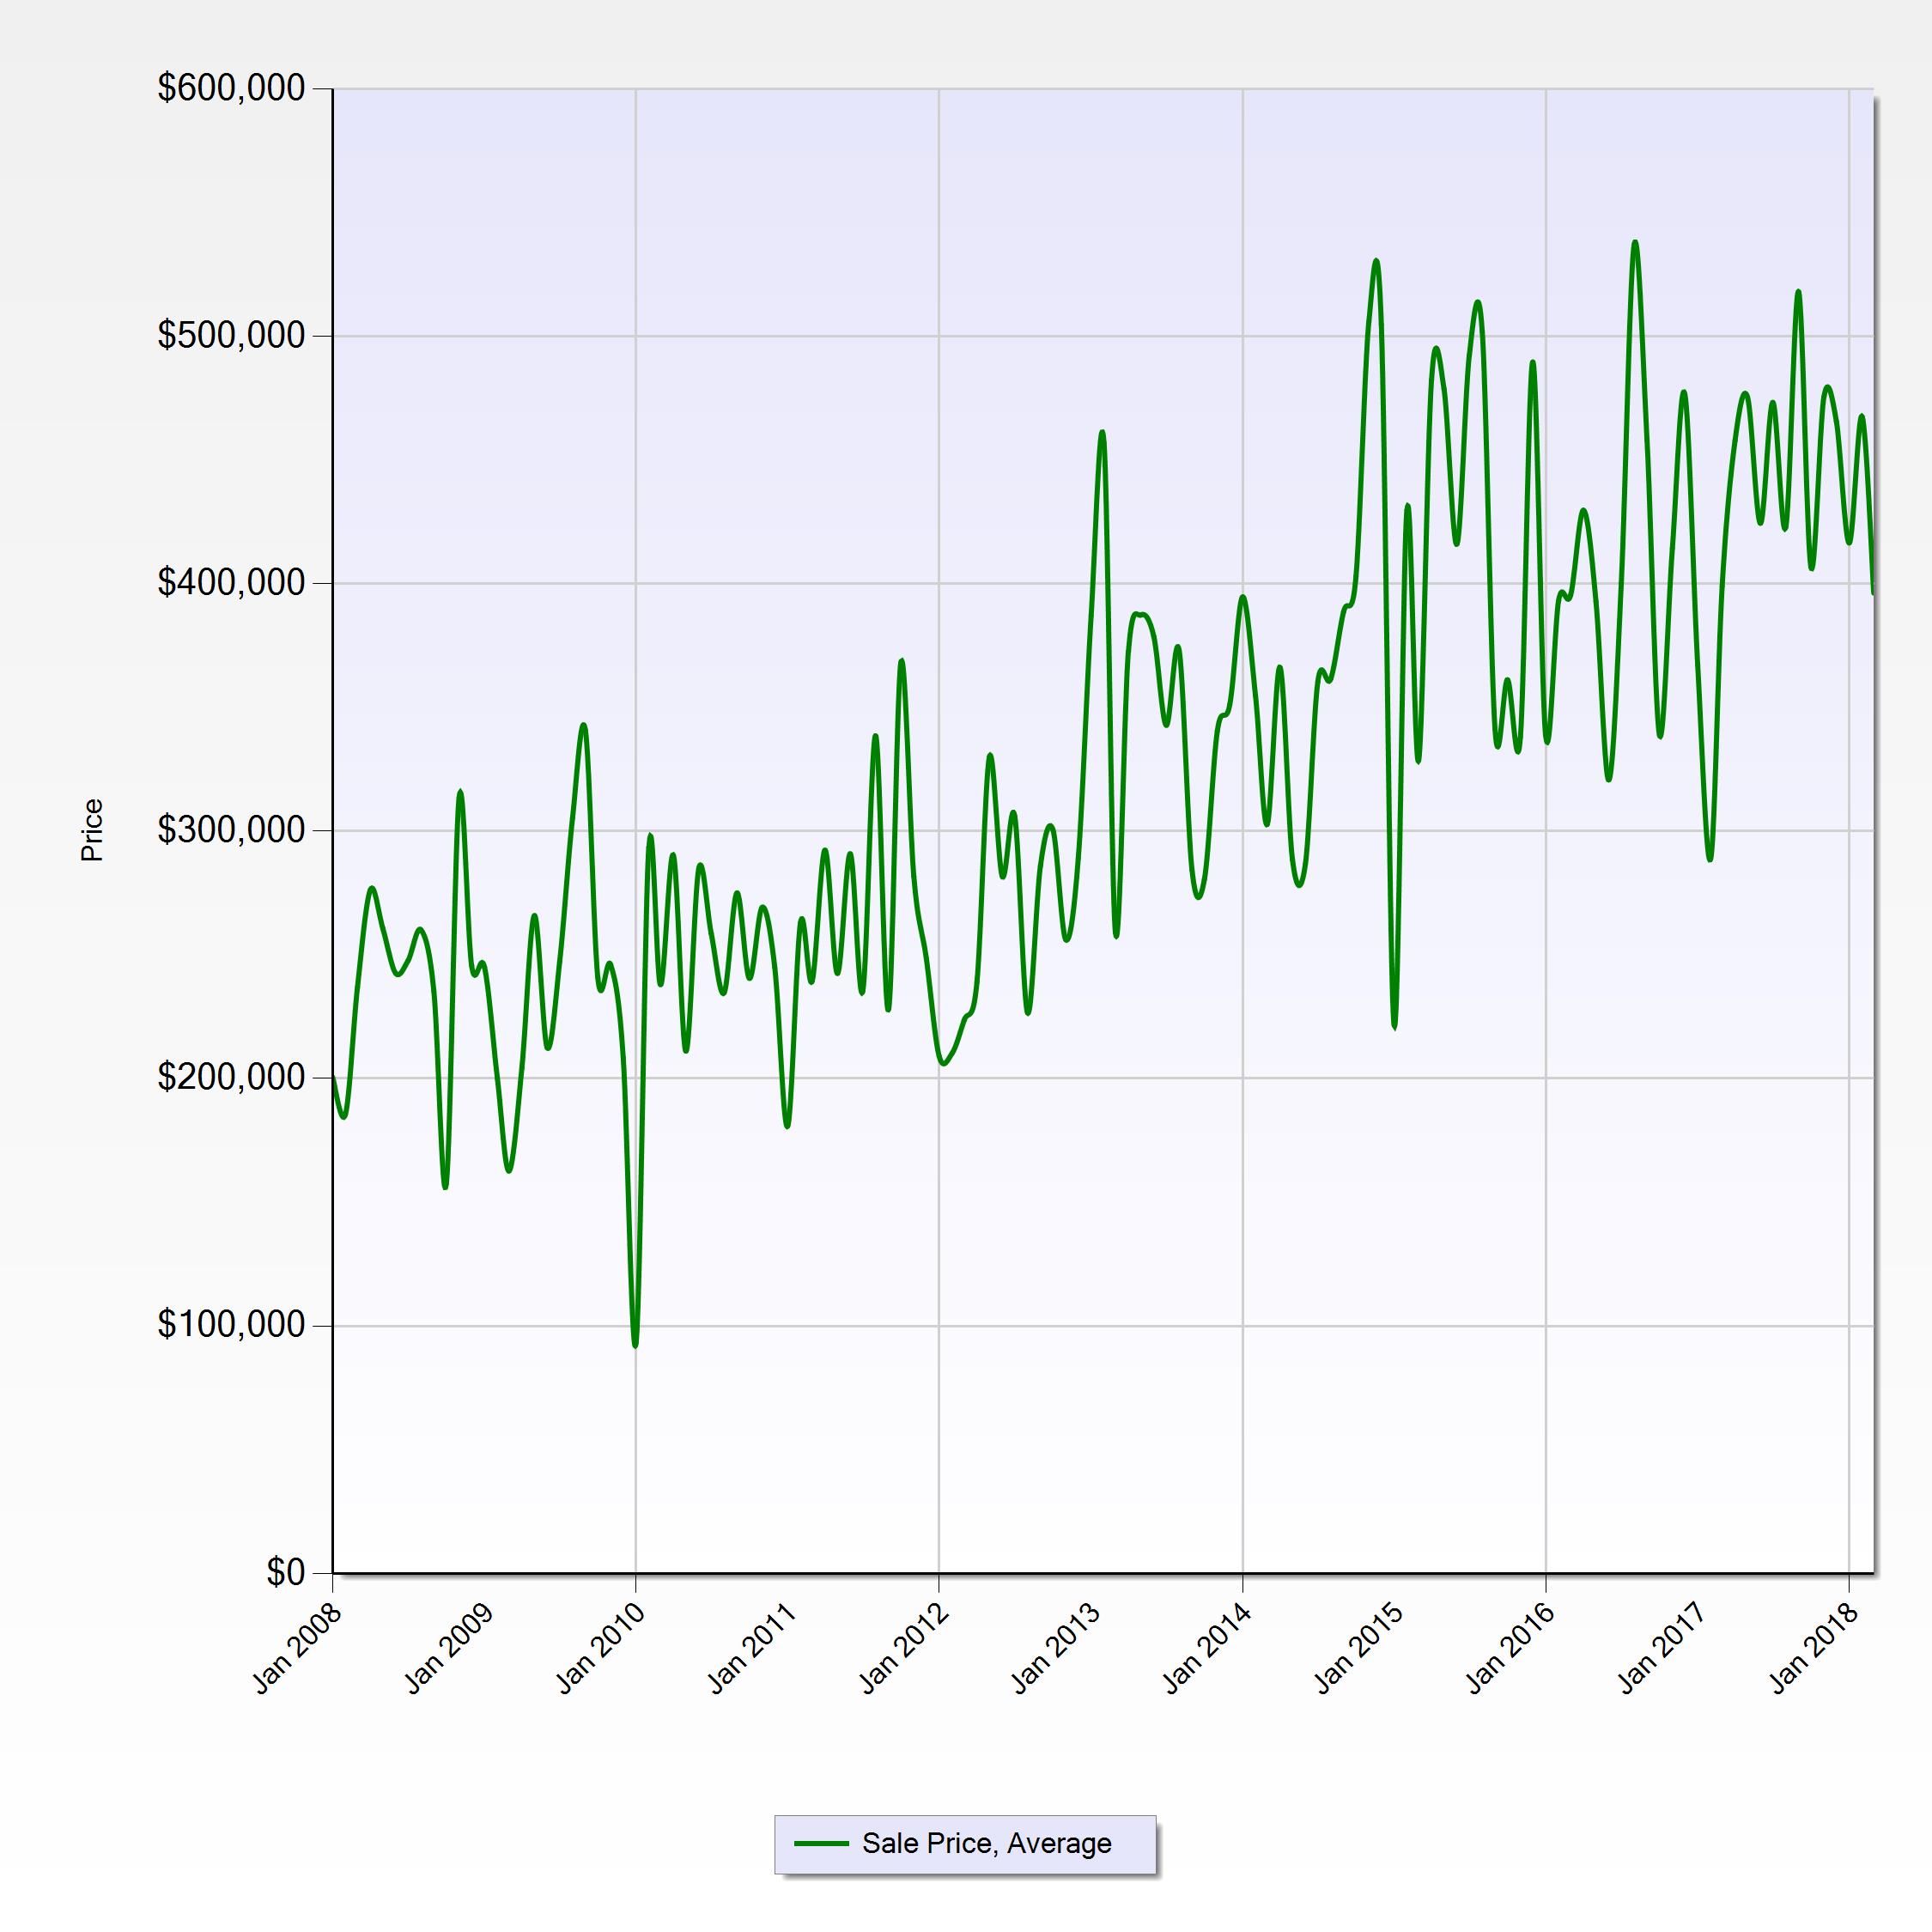 $600,000
$500,000
$400,000
$300,000
$200,000
$100,000
$0
Price
Jan 2008
Jan 2009
Jan 2010
Jan 2011
Jan 2012
Jan 2013
Jan 2014
Jan 2015
Jan 2016
Jan 2017
Jan 2018
Sale Price, Average